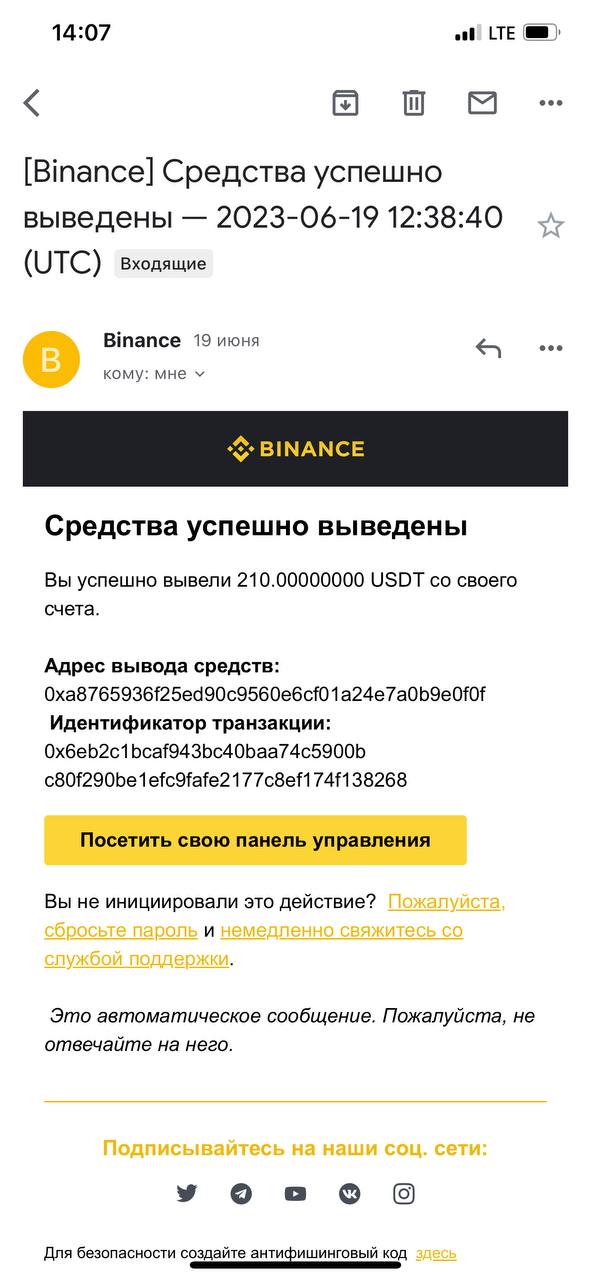 14:07
LTE
[Binance] Средства успешно
выведены — 2023-06-19 12:38:40
(UTC) Входящие
B
Binance 19 июня
кому: мне
BINANCE
Средства успешно выведены
Вы успешно вывели 210.00000000 USDT со своего
счета.
Адрес вывода средств:
0xa8765936f25ed90c9560e6cf01a24e7a0b9e0f0f
Идентификатор транзакции:
0x6eb2c1bcaf943bc40baa74c5900b
c80f290be1efc9fafe2177c8ef174f138268
Посетить свою панель управления
Вы не инициировали это действие? Пожалуйста,
сбросьте пароль и немедленно свяжитесь со
службой поддержки.
Это автоматическое сообщение. Пожалуйста, не
отвечайте на него.
Подписывайтесь на наши соц. сети:
Для безопасности создайте антифишинговый код здесь